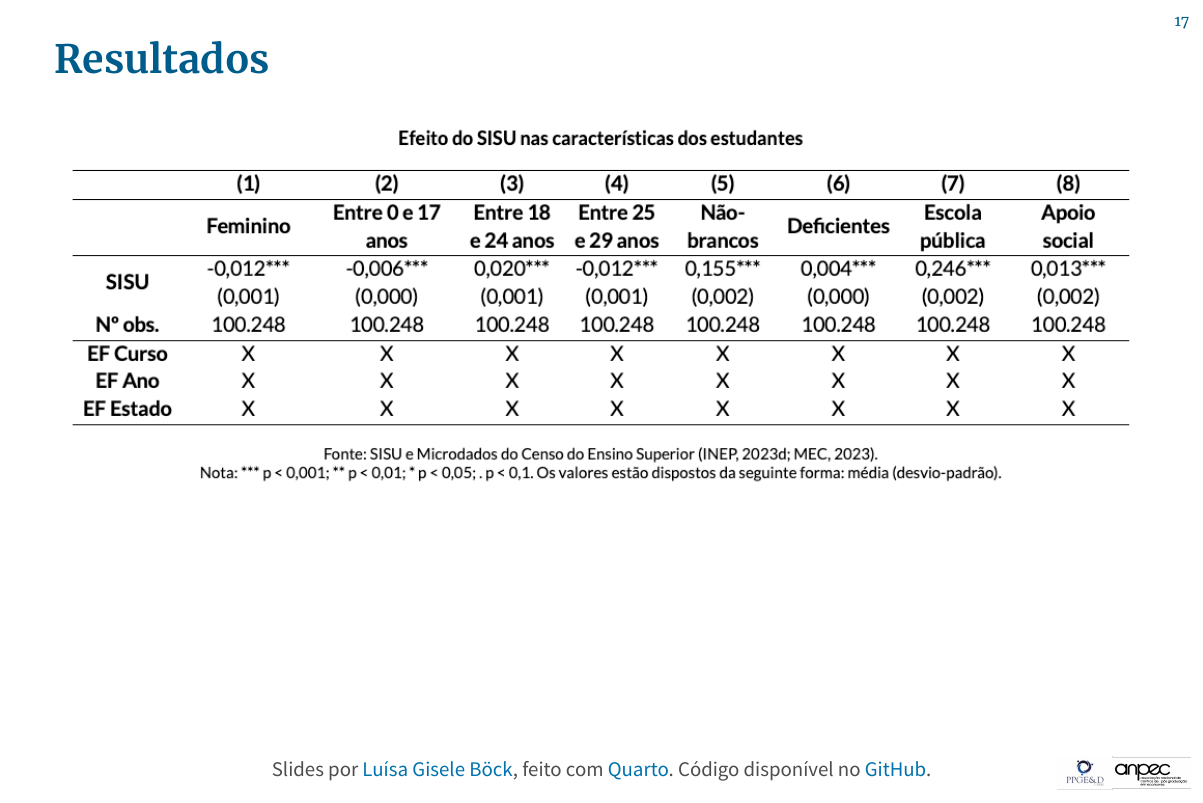 17
Resultados
Efeito do SISU nas características dos estudantes
(1) (2) (3) (4) (5) (6) (7) (8)
Feminino Entre 0 e 17 anos Entre 18 e 24 anos Entre 25 e 29 anos Não-brancos Deficientes Escola pública Apoio social
SISU -0,012*** -0,006*** 0,020*** -0,012*** 0,155*** 0,004*** 0,246*** 0,013***
(0,001) (0,000) (0,001) (0,001) (0,002) (0,000) (0,002) (0,002)
Nº obs. 100.248 100.248 100.248 100.248 100.248 100.248 100.248 100.248
EF Curso X X X X X X X X
EF Ano X X X X X X X X
EF Estado X X X X X X X X
Fonte: SISU e Microdados do Censo do Ensino Superior (INEP, 2023d; MEC, 2023).
Nota: *** p < 0,001; ** p < 0,01; * p < 0,05; . p < 0,1. Os valores estão dispostos da seguinte forma: média (desvio-padrão).
Slides por Luísa Gisele Böck, feito com Quarto. Código disponível no GitHub.
PPGE&D
anpec